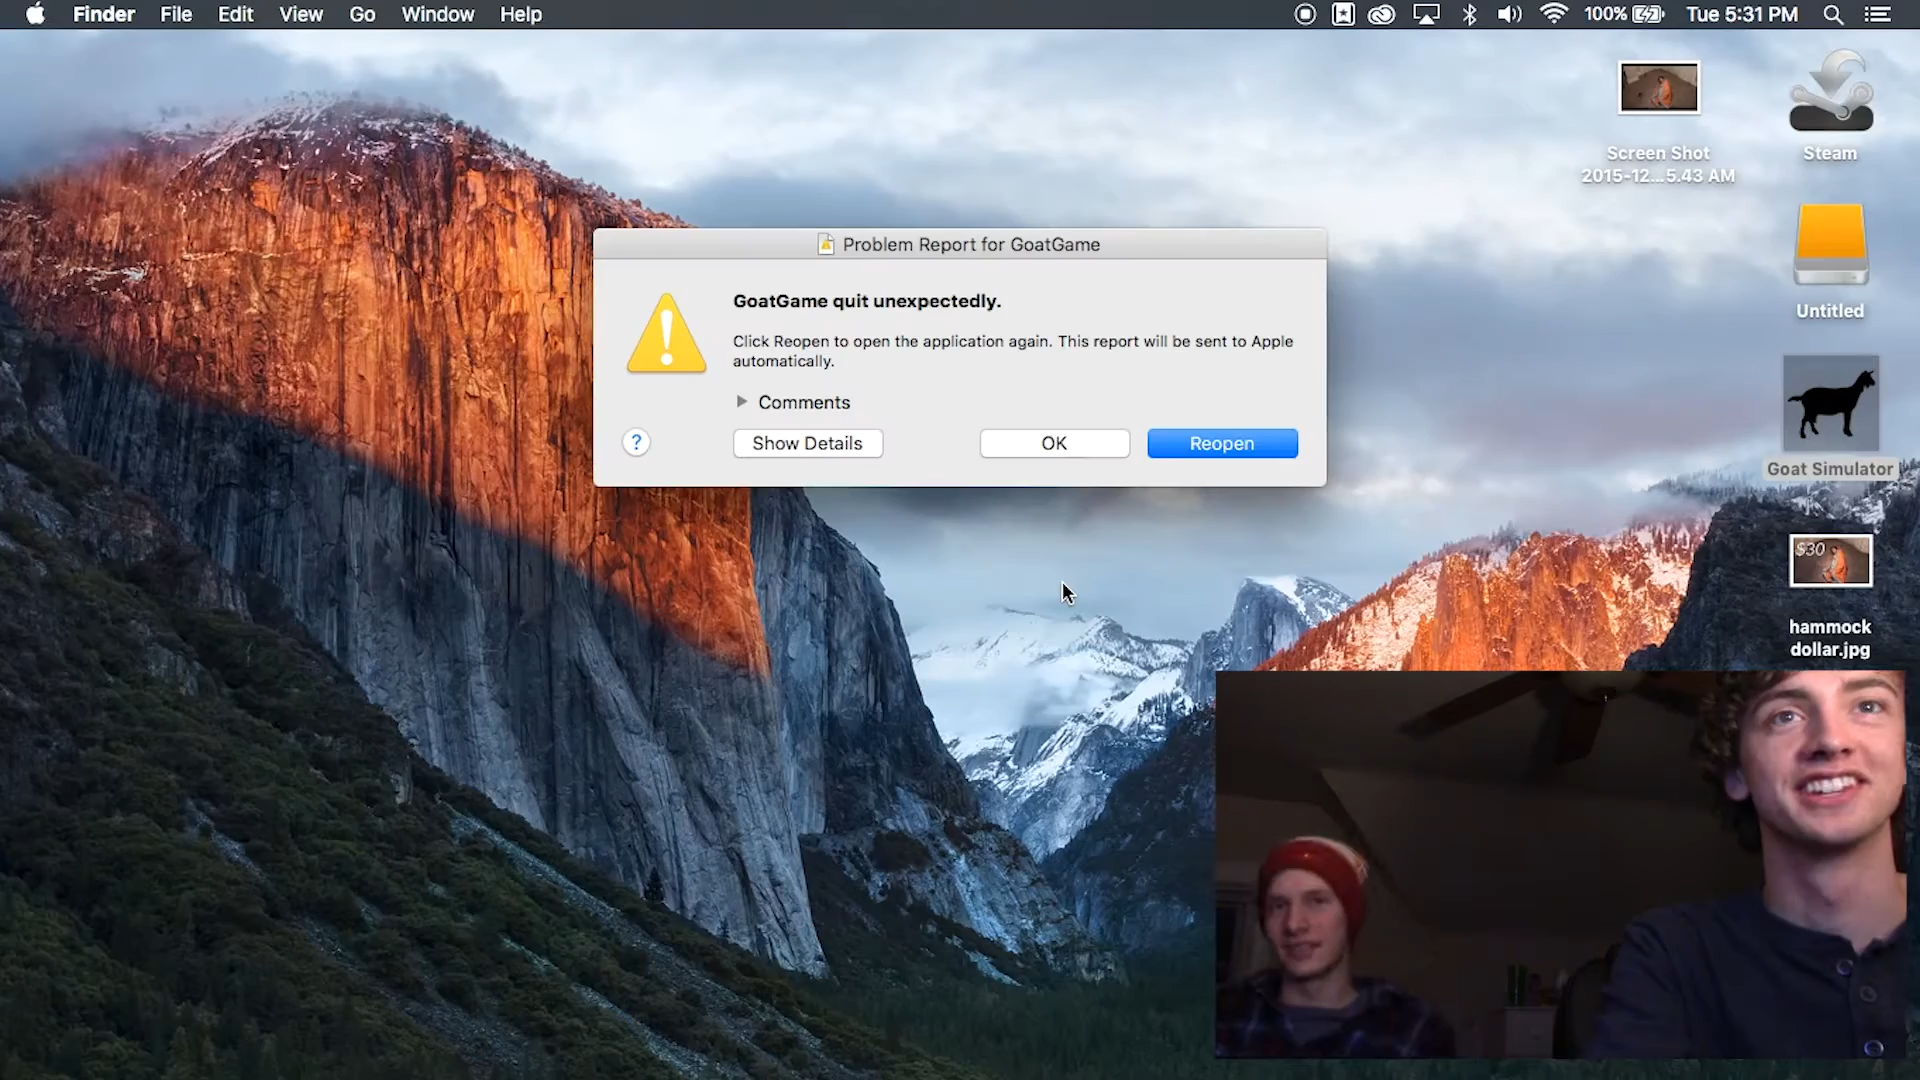 Finder File Edit View Go Window Help
100% Tue 5:31 PM
Screen Shot
2015-12...5.43 AM
Steam
Untitled
Problem Report for GoatGame
GoatGame quit unexpectedly.
Click Reopen to open the application again. This report will be sent to Apple
automatically.
Comments
? Show Details OK Reopen
Goat Simulator
$30
hammock
dollar.jpg